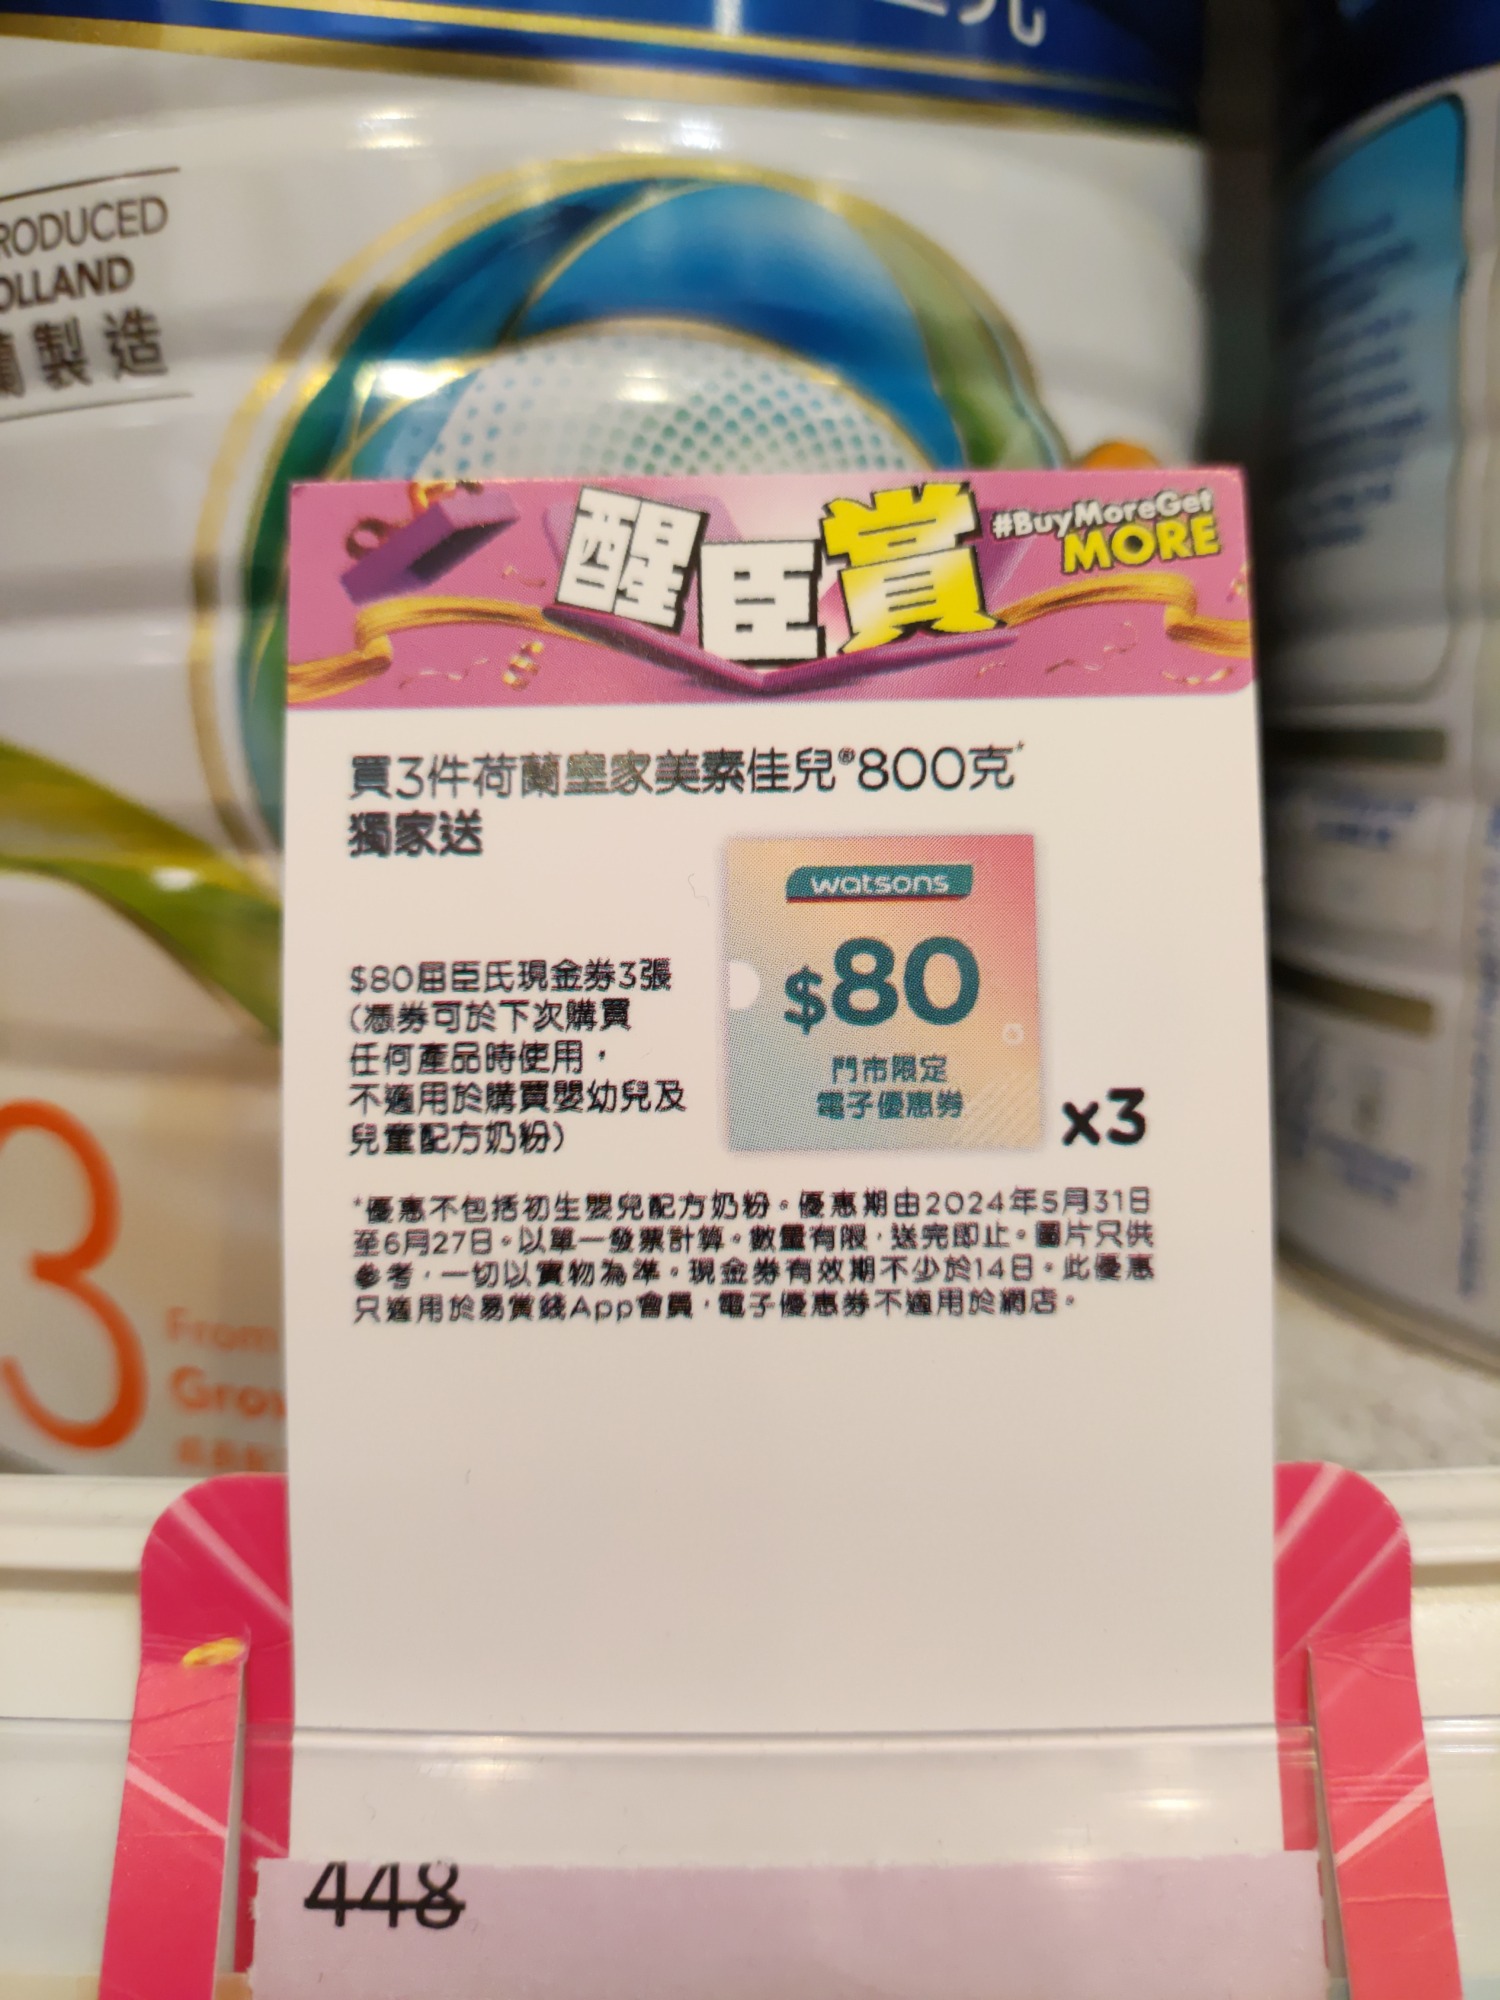 RODUCED
OLLAND
蘭製造
醒臣賞
#BuyMoreGet
MORE
買3件荷蘭皇家美素佳兒®800克*
獨家送
watsons
$80
門市限定
電子優惠券
x3
$80屈臣氏現金券3張
(憑券可於下次購買
任何產品時使用，
不適用於購買嬰幼兒及
兒童配方奶粉)
*優惠不包括初生嬰兒配方奶粉。優惠期由2024年5月31日
至6月27日。以單一發票計算。數量有限，送完即止。圖片只供
參考，一切以實物為準。現金券有效期不少於14日。此優惠
只適用於易賞錢App會員，電子優惠券不適用於網店。
3
From
Grow
448